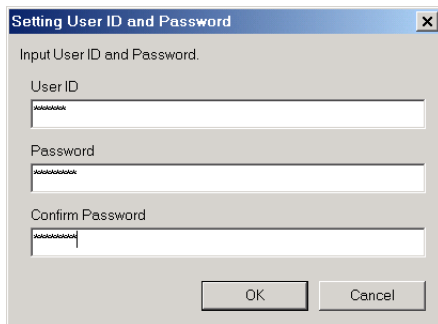 Setting User ID and Password
Input User ID and Password.
User ID
******
Password
********
Confirm Password
********
OK
Cancel